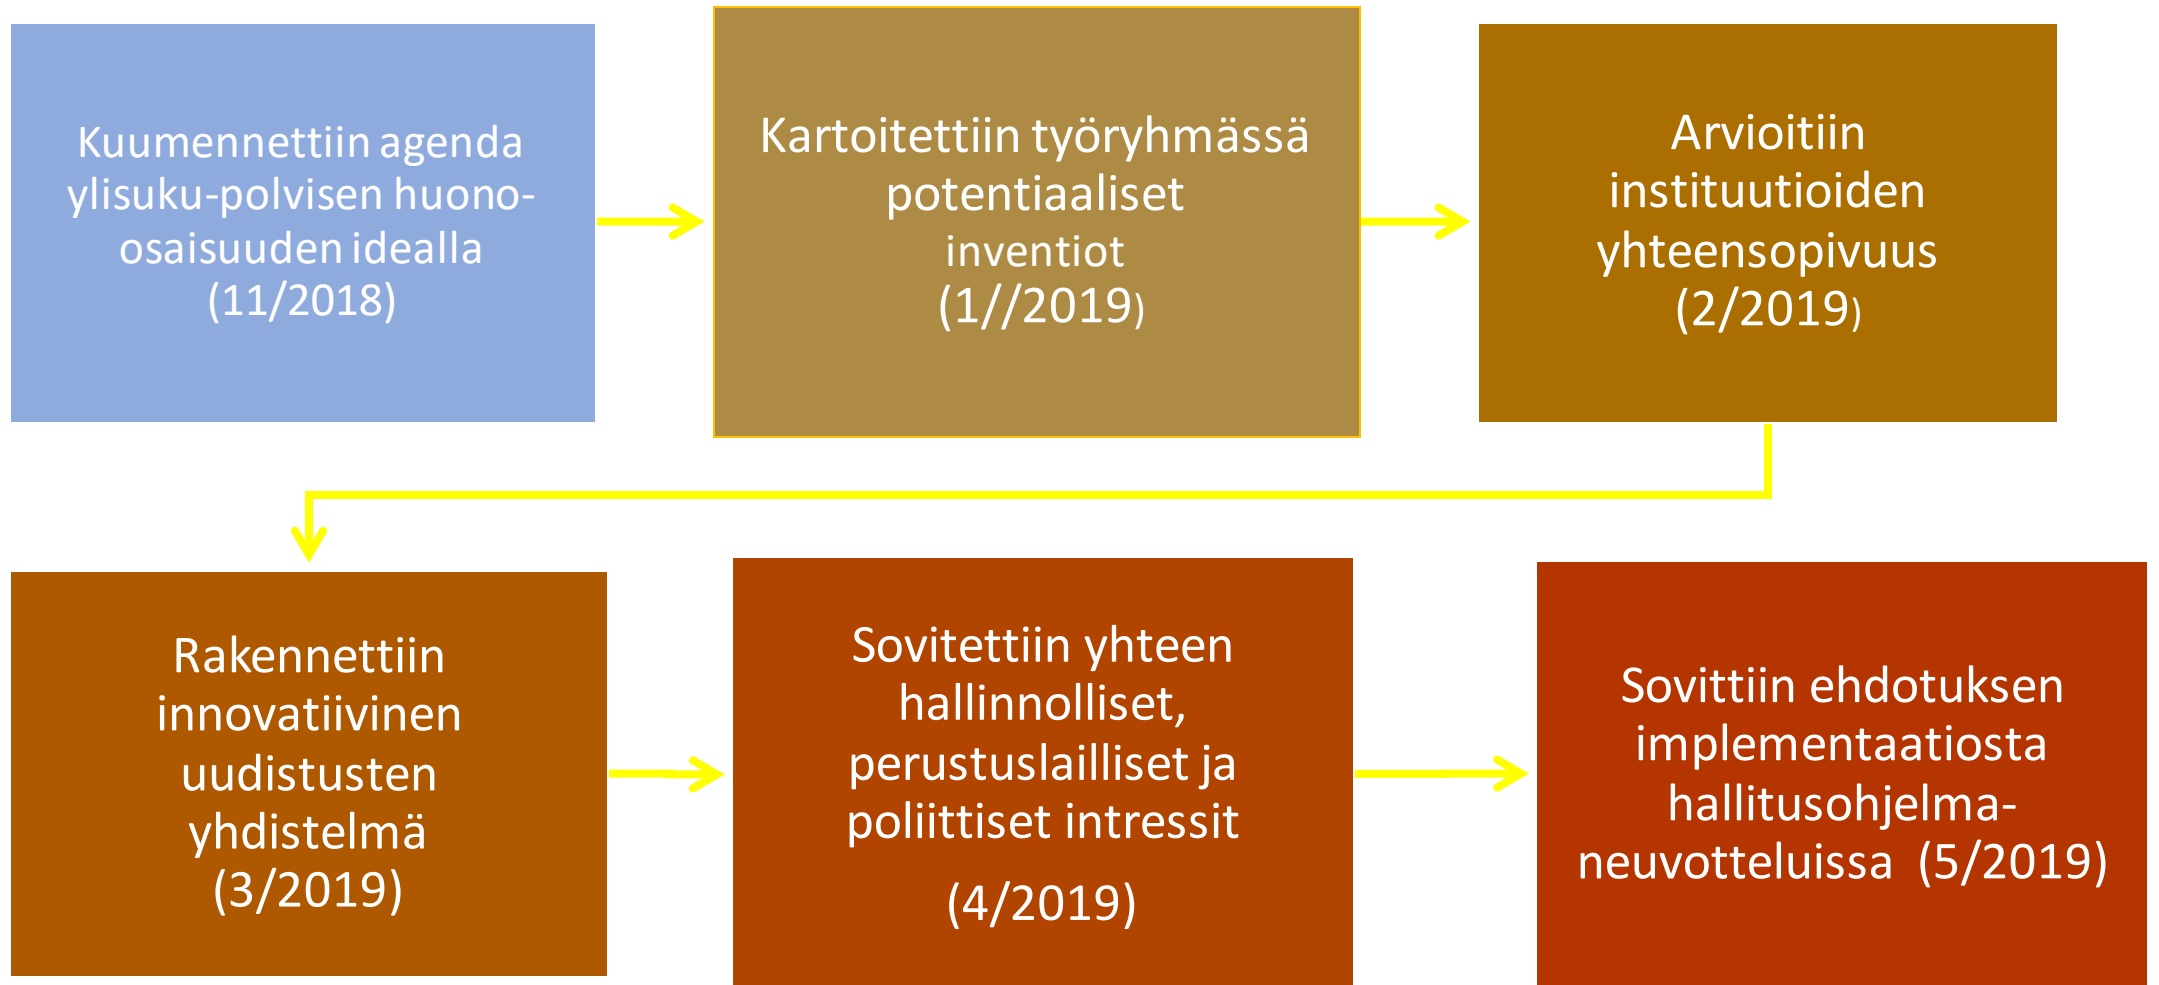 Kuumennettiin agenda
ylisuku-polvisen huono-
osaisuuden idealla
(11/2018)
Kartoitettiin työryhmässä
potentiaaliset
inventiot
(1//2019)
Arvioitiin
instituutioiden
yhteensopivuus
(2/2019)
Rakennettiin
innovatiivinen
uudistusten
yhdistelmä
(3/2019)
Sovitettiin yhteen
hallinnolliset,
perustuslailliset ja
poliittiset intressit
(4/2019)
Sovittiin ehdotuksen
implementaatiosta
hallitusohjelma-
neuvotteluissa (5/2019)